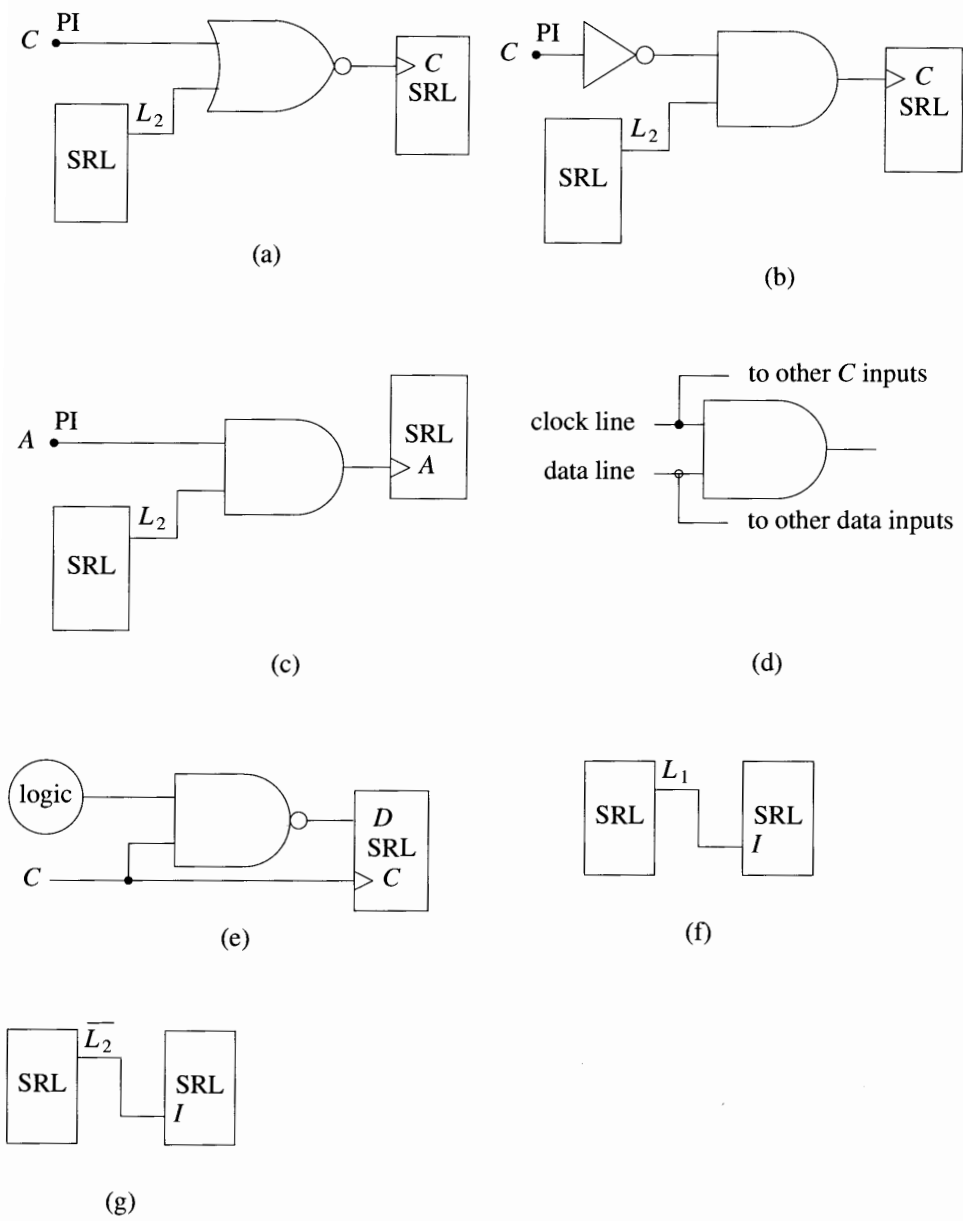 C PI
C
SRL
L₂
SRL
(a)
C PI
C
SRL
L₂
SRL
(b)
A PI
SRL
A
L₂
SRL
(c)
to other C inputs
clock line
data line
to other data inputs
(d)
logic
D
SRL
C C
(e)
L₁
SRL SRL
I
(f)
L̅₂
SRL SRL
I
(g)